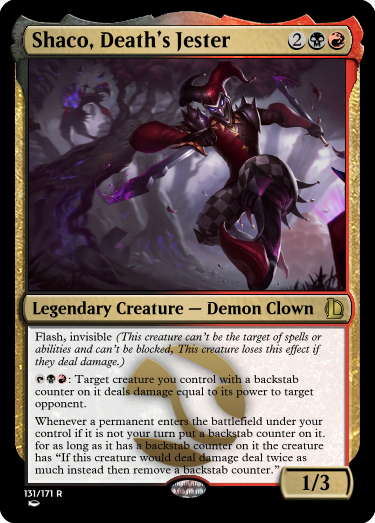 Shaco, Death's Jester 2
Legendary Creature — Demon Clown
Flash, invisible (This creature can't be the target of spells or
abilities and can't be blocked, This creature loses this effect if
they deal damage.)
: Target creature you control with a backstab
counter on it deals damage equal to its power to target
opponent.
Whenever a permanent enters the battlefield under your
control if it is not your turn put a backstab counter on it.
for as long as it has a backstab counter on it the creature
has “If this creature would deal damage deal twice as
much instead then remove a backstab counter.”
1/3
131/171 R